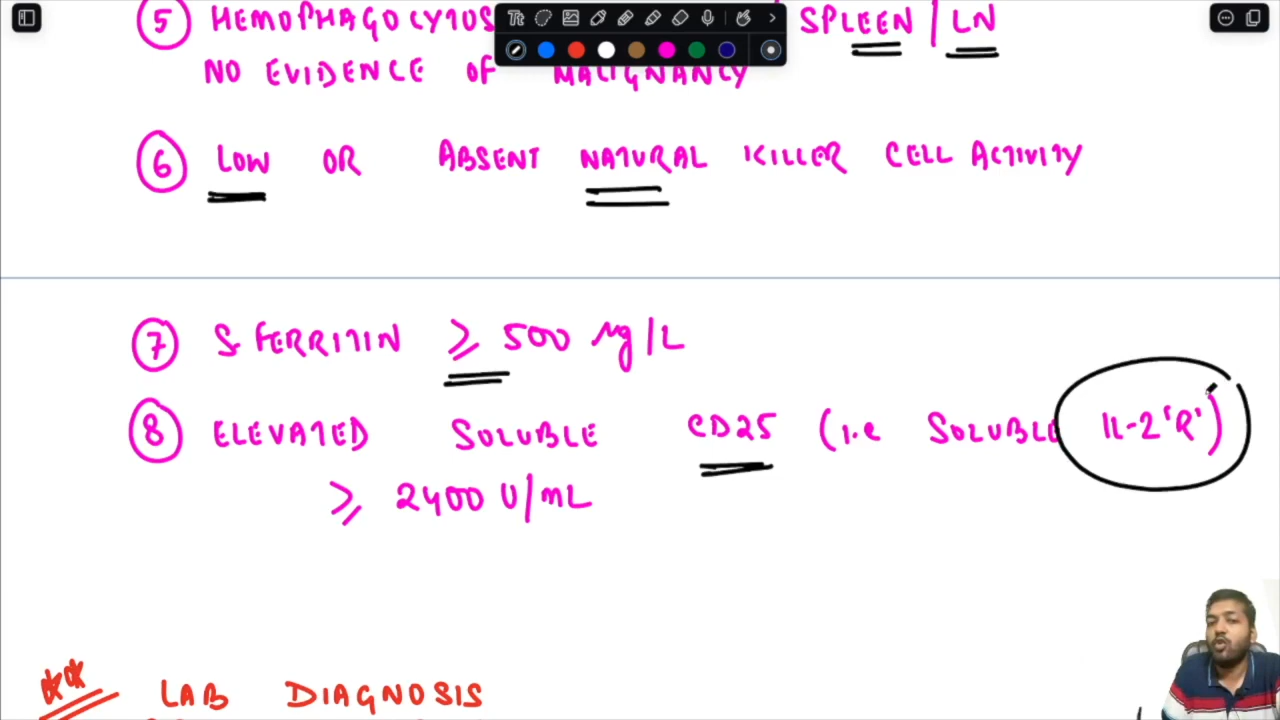 ⑤ HEMOPHAGOCYTOS SPLEEN / LN
NO EVIDENCE OF MALIGNANCY
⑥ LOW OR ABSENT NATURAL KILLER CELL ACTIVITY
⑦ S. FERRITIN ≥ 500 μg/L
⑧ ELEVATED SOLUBLE CD25 (i.e SOLUBLE IL-2'R')
≥ 2400 U/mL
** LAB DIAGNOSIS